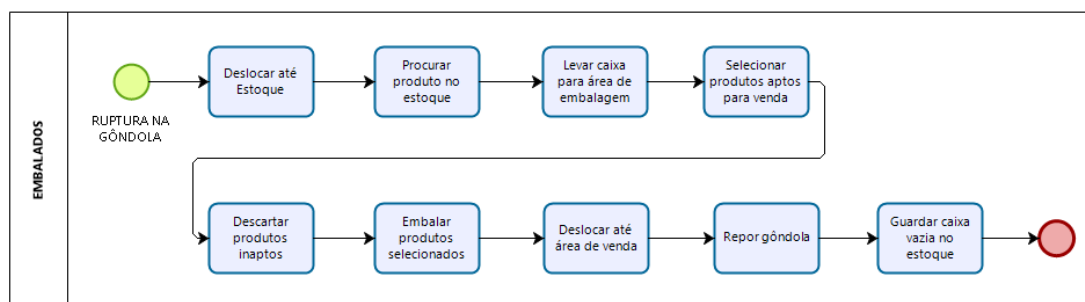 EMBALADOS
RUPTURA NA
GÔNDOLA
Deslocar até
Estoque
Procurar
produto no
estoque
Levar caixa
para área de
embalagem
Selecionar
produtos aptos
para venda
Descartar
produtos
inaptos
Embalar
produtos
selecionados
Deslocar até
área de venda
Repor gôndola
Guardar caixa
vazia no
estoque